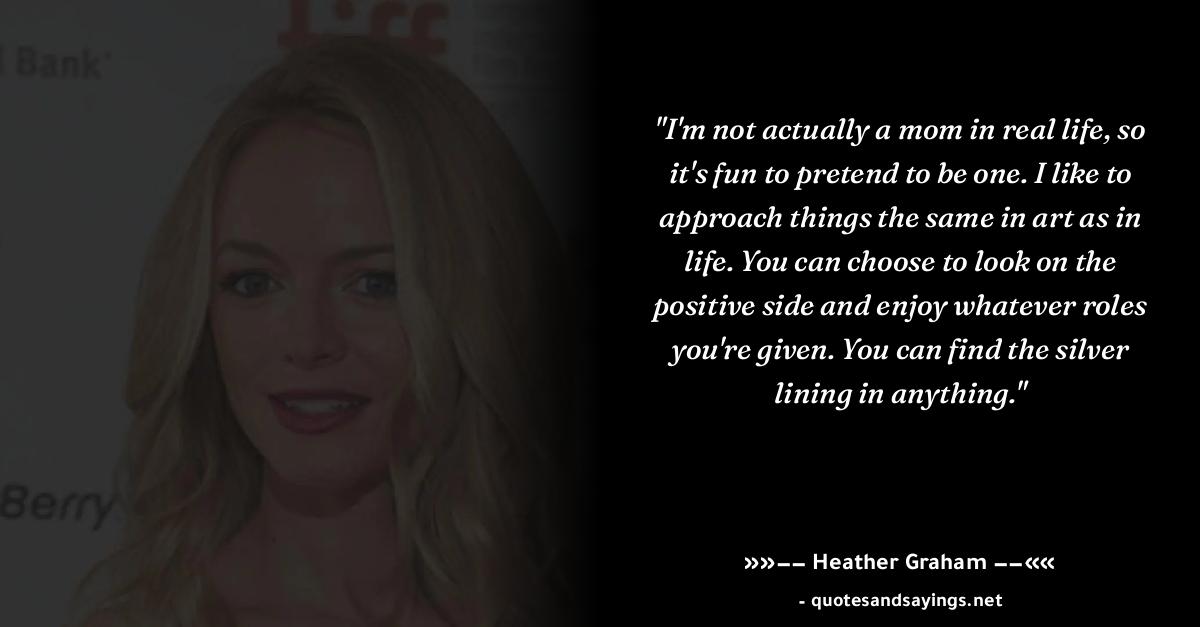 tiff
l Bank
Berry
"I'm not actually a mom in real life, so
it's fun to pretend to be one. I like to
approach things the same in art as in
life. You can choose to look on the
positive side and enjoy whatever roles
you're given. You can find the silver
lining in anything."
»»-- Heather Graham --««
- quotesandsayings.net